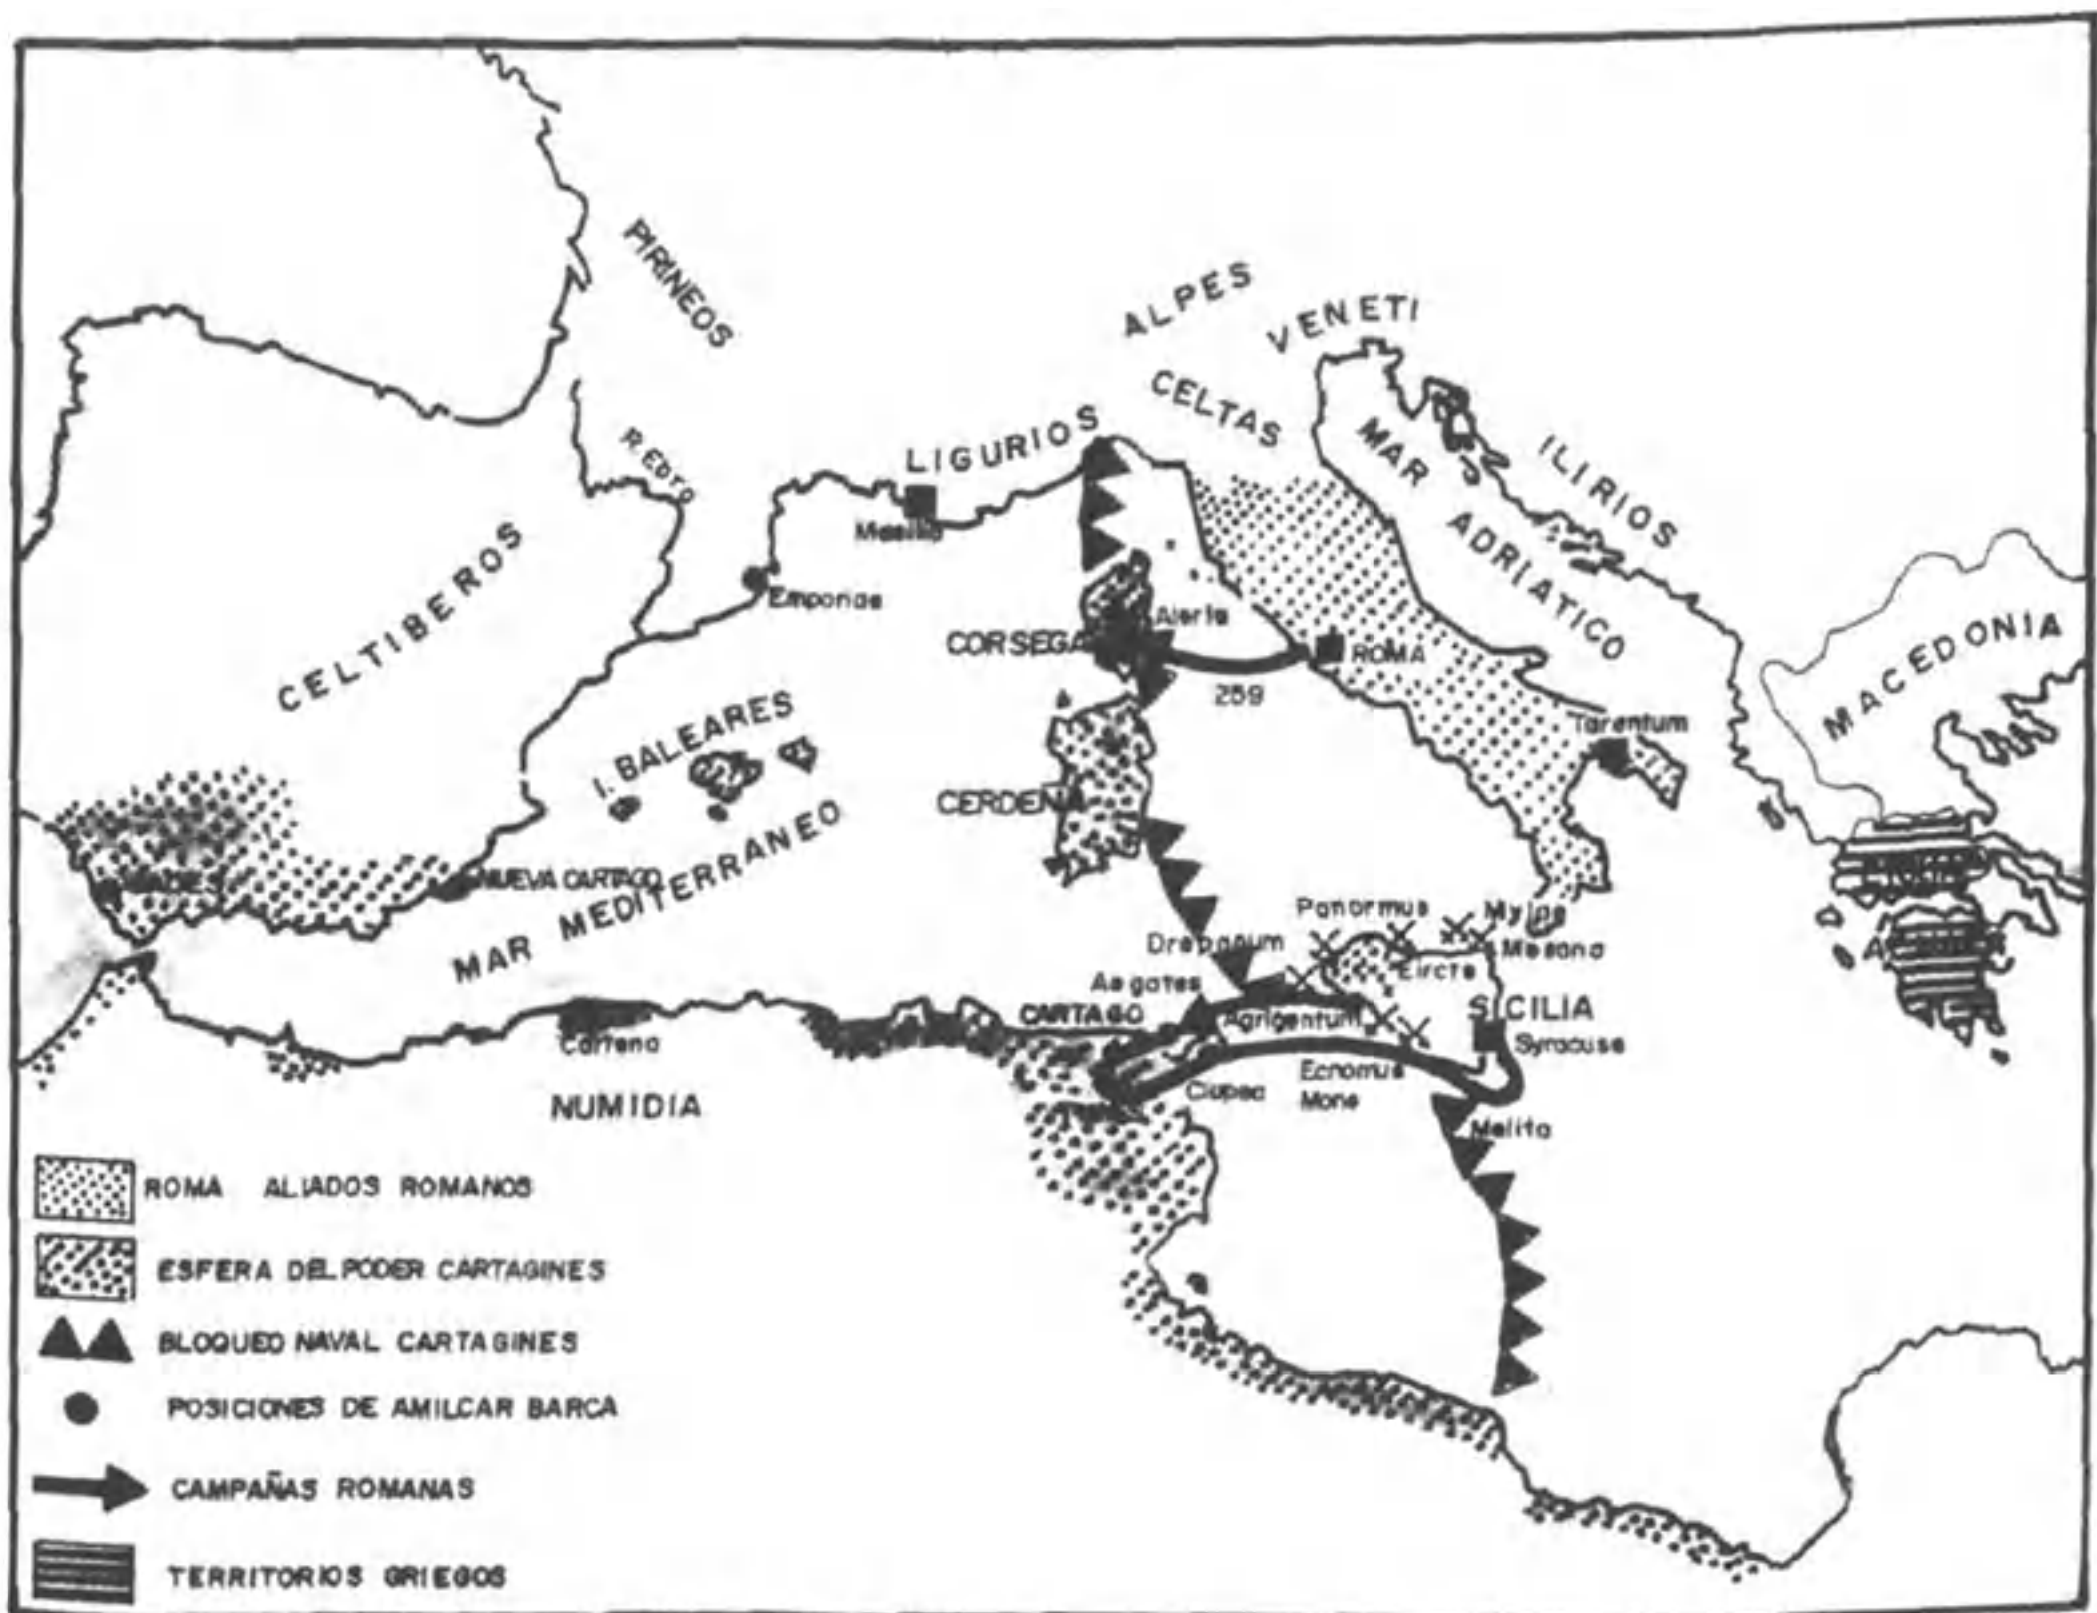 PIRINEOS
ALPES
VENETI
CELTAS
LIGURIOS
MAR ADRIATICO
ILIRIOS
R. Ebro
Masilia
CELTIBEROS
Emporiae
Aleria
CORSEGA
ROMA
259
MACEDONIA
I. BALEARES
Tarentum
CERDEÑA
MAR MEDITERRANEO
NUEVA CARTAGO
Panormus
Mylae
Drepanum
Mesana
Eircte
Aegates
CARTAGO
SICILIA
Agrigentum
Syracuse
Cartena
Ecnomus
Mone
Clupea
NUMIDIA
Melita
ROMA ALIADOS ROMANOS
ESFERA DEL PODER CARTAGINES
BLOQUEO NAVAL CARTAGINES
POSICIONES DE AMILCAR BARCA
CAMPAÑAS ROMANAS
TERRITORIOS GRIEGOS